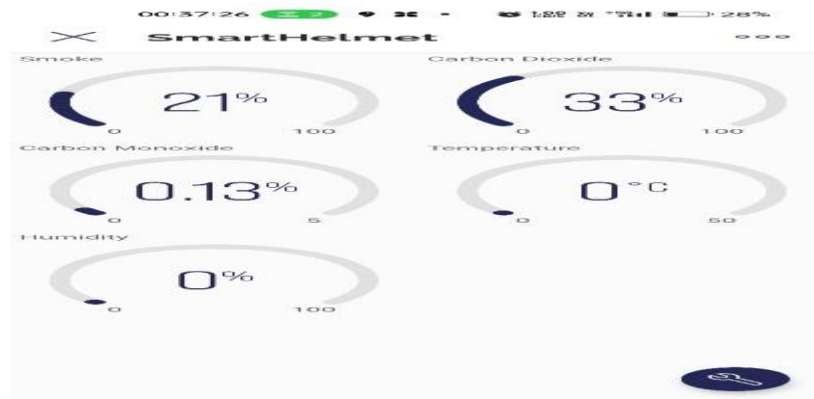 00:37:26 28%
SmartHelmet
Smoke Carbon Dioxide
21% 33%
0 100 0 100
Carbon Monoxide Temperature
0.13% 0°C
0 5 0 50
Humidity
0%
0 100